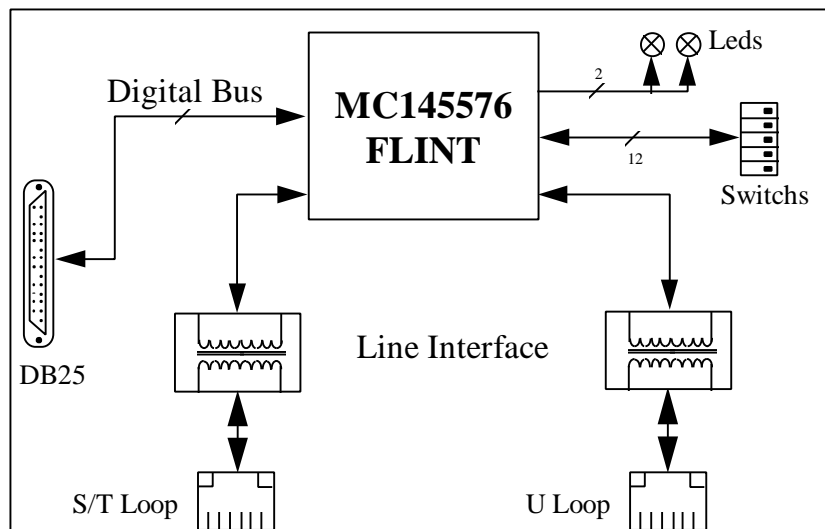 Leds
2
Digital Bus
MC145576
FLINT
12
Switchs
Line Interface
DB25
S/T Loop
U Loop